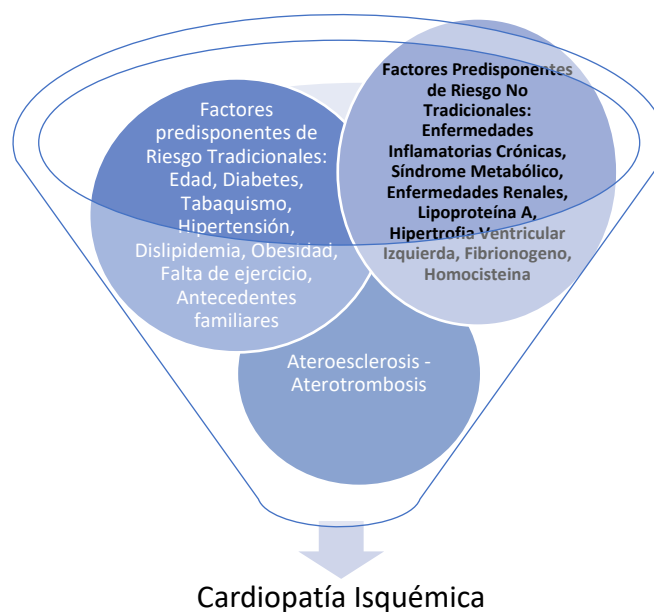 Factores
predisponentes de
Riesgo Tradicionales:
Edad, Diabetes,
Tabaquismo,
Hipertensión,
Dislipidemia, Obesidad,
Falta de ejercicio,
Antecedentes
familiares
Factores Predisponentes
de Riesgo No
Tradicionales:
Enfermedades
Inflamatorias Crónicas,
Síndrome Metabólico,
Enfermedades Renales,
Lipoproteína A,
Hipertrofia Ventricular
Izquierda, Fibrionogeno,
Homocisteina
Ateroesclerosis -
Aterotrombosis
Cardiopatía Isquémica